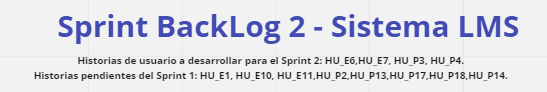 Sprint BackLog 2 - Sistema LMS
Historias de usuario a desarrollar para el Sprint 2: HU_E6,HU_E7, HU_P3, HU_P4.
Historias pendientes del Sprint 1: HU_E1, HU_E10, HU_E11,HU_P2,HU_P13,HU_P17,HU_P18,HU_P14.